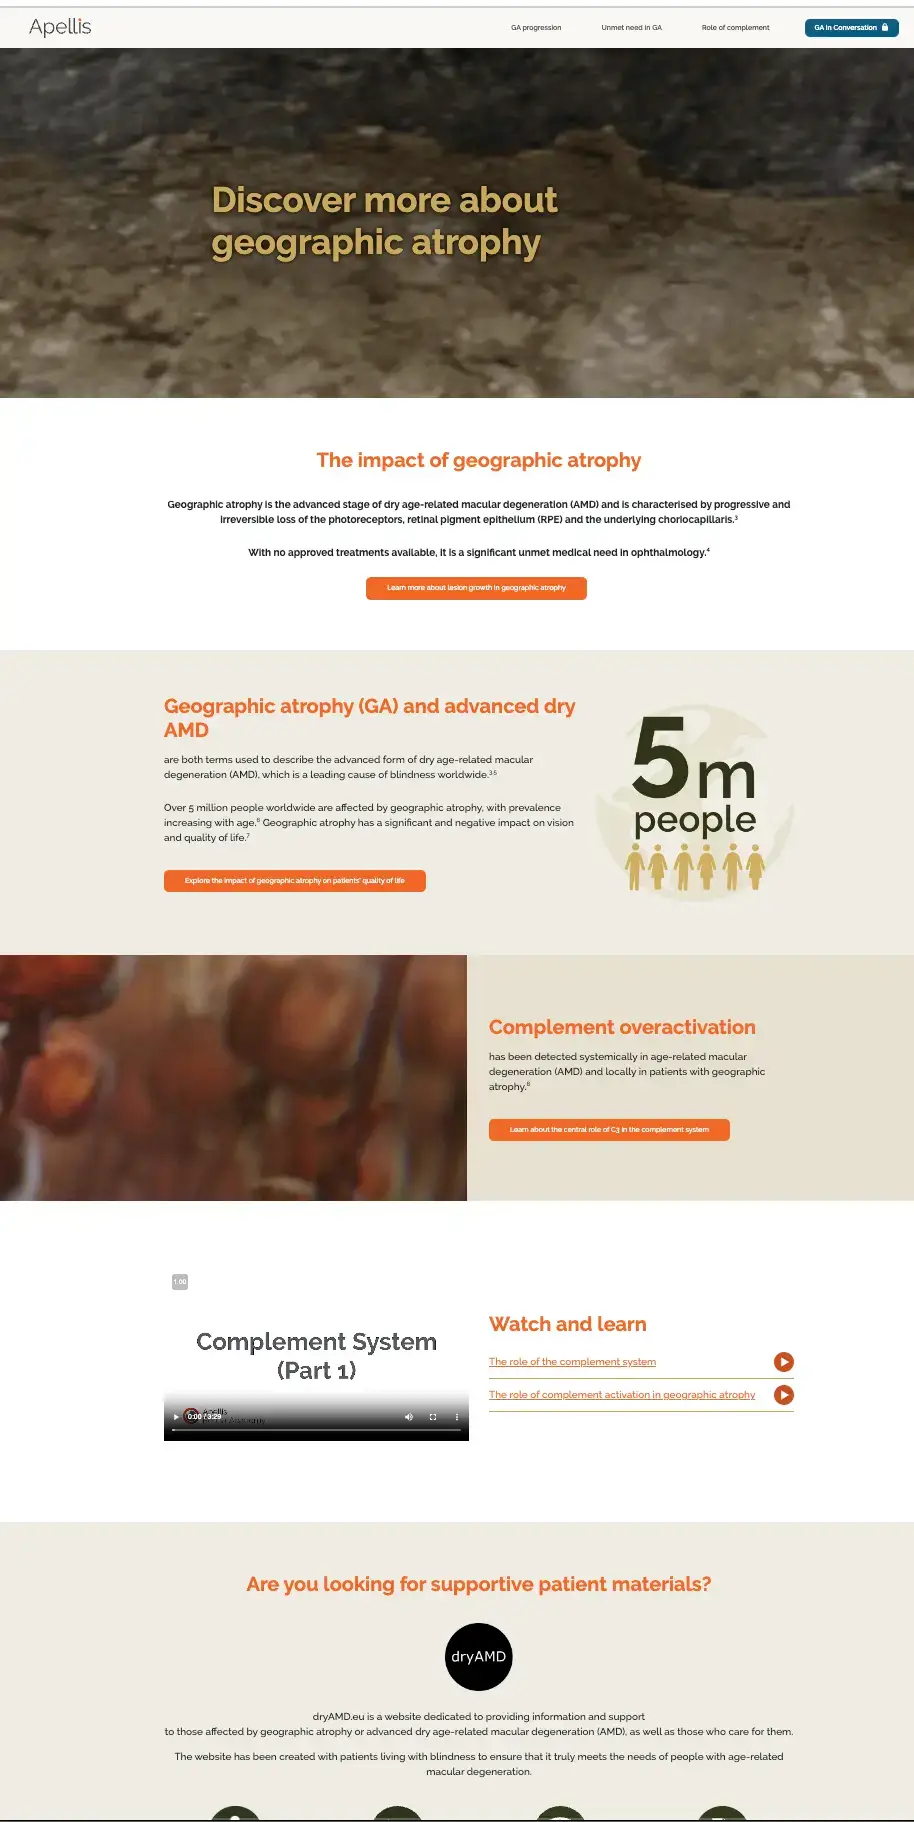 Apellis
GA progression
Unmet need in GA
Role of complement
GA in Conversation
Discover more about
geographic atrophy
The impact of geographic atrophy
Geographic atrophy is the advanced stage of dry age-related macular degeneration (AMD) and is characterised by progressive and
irreversible loss of the photoreceptors, retinal pigment epithelium (RPE) and the underlying choriocapillaris.³
With no approved treatments available, it is a significant unmet medical need in ophthalmology.⁴
Learn more about lesion growth in geographic atrophy
Geographic atrophy (GA) and advanced dry
AMD
are both terms used to describe the advanced form of dry age-related macular
degeneration (AMD), which is a leading cause of blindness worldwide.³,⁵
Over 5 million people worldwide are affected by geographic atrophy, with prevalence
increasing with age.⁶ Geographic atrophy has a significant and negative impact on vision
and quality of life.⁷
Explore the impact of geographic atrophy on patients' quality of life
5m
people
Complement overactivation
has been detected systemically in age-related macular
degeneration (AMD) and locally in patients with geographic
atrophy.⁸
Learn about the central role of C3 in the complement system
1.00
Complement System
(Part 1)
Apellis
0:00 / 3:29
Watch and learn
The role of the complement system
The role of complement activation in geographic atrophy
Are you looking for supportive patient materials?
dryAMD
dryAMD.eu is a website dedicated to providing information and support
to those affected by geographic atrophy or advanced dry age-related macular degeneration (AMD), as well as those who care for them.
The website has been created with patients living with blindness to ensure that it truly meets the needs of people with age-related
macular degeneration.